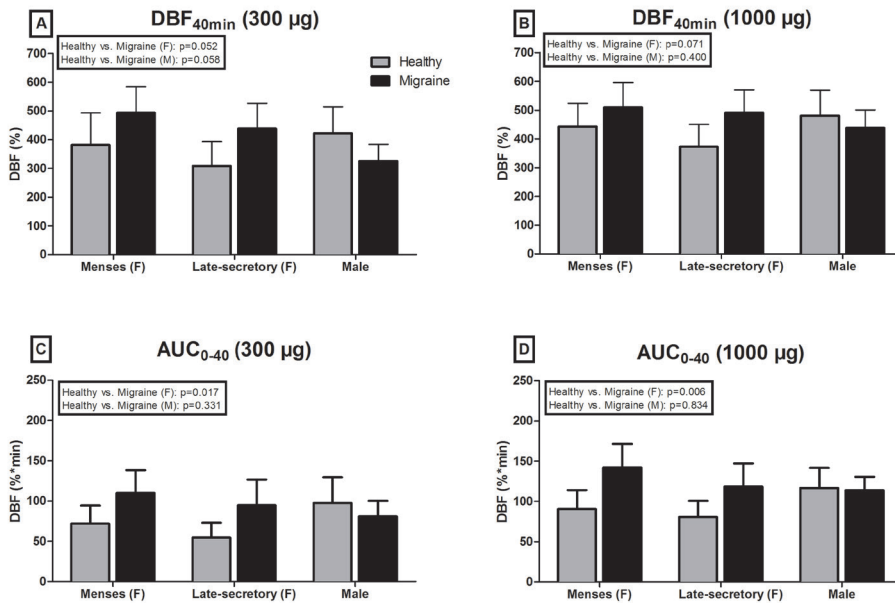 A
DBF40min (300 µg)
Healthy vs. Migraine (F): p=0.052
Healthy vs. Migraine (M): p=0.058
Healthy
Migraine
DBF (%)
700
600
500
400
300
200
100
0
Menses (F) Late-secretory (F) Male
B
DBF40min (1000 µg)
Healthy vs. Migraine (F): p=0.071
Healthy vs. Migraine (M): p=0.400
DBF (%)
700
600
500
400
300
200
100
0
Menses (F) Late-secretory (F) Male
C
AUC0-40 (300 µg)
Healthy vs. Migraine (F): p=0.017
Healthy vs. Migraine (M): p=0.331
DBF (%*min)
250
200
150
100
50
0
Menses (F) Late-secretory (F) Male
D
AUC0-40 (1000 µg)
Healthy vs. Migraine (F): p=0.006
Healthy vs. Migraine (M): p=0.834
DBF (%*min)
250
200
150
100
50
0
Menses (F) Late-secretory (F) Male